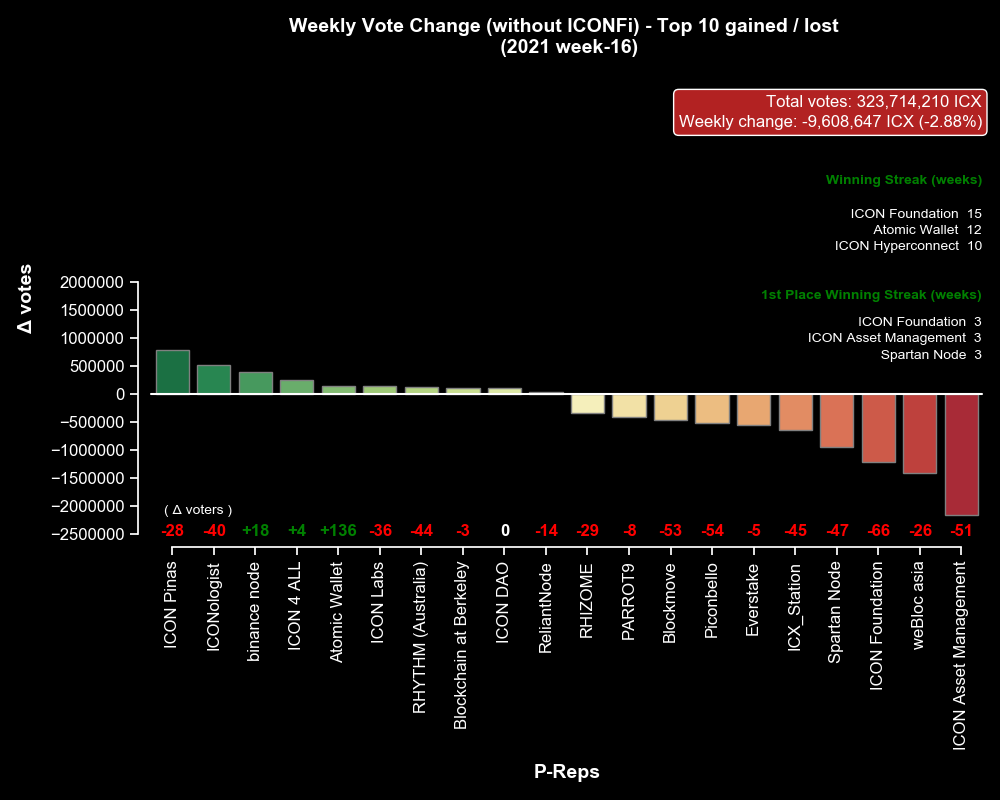 Weekly Vote Change (without ICONFi) - Top 10 gained / lost
(2021 week-16)
Total votes: 323,714,210 ICX
Weekly change: -9,608,647 ICX (-2.88%)
Winning Streak (weeks)
ICON Foundation 15
Atomic Wallet 12
ICON Hyperconnect 10
1st Place Winning Streak (weeks)
ICON Foundation 3
ICON Asset Management 3
Spartan Node 3
Δ votes
2000000
1500000
1000000
500000
0
−500000
−1000000
−1500000
−2000000
−2500000
( Δ voters )
-28 -40 +18 +4 +136 -36 -44 -3 0 -14 -29 -8 -53 -54 -5 -45 -47 -66 -26 -51
ICON Pinas
ICONologist
binance node
ICON 4 ALL
Atomic Wallet
ICON Labs
RHYTHM (Australia)
Blockchain at Berkeley
ICON DAO
ReliantNode
RHIZOME
PARROT9
Blockmove
Piconbello
Everstake
ICX_Station
Spartan Node
ICON Foundation
weBloc asia
ICON Asset Management
P-Reps